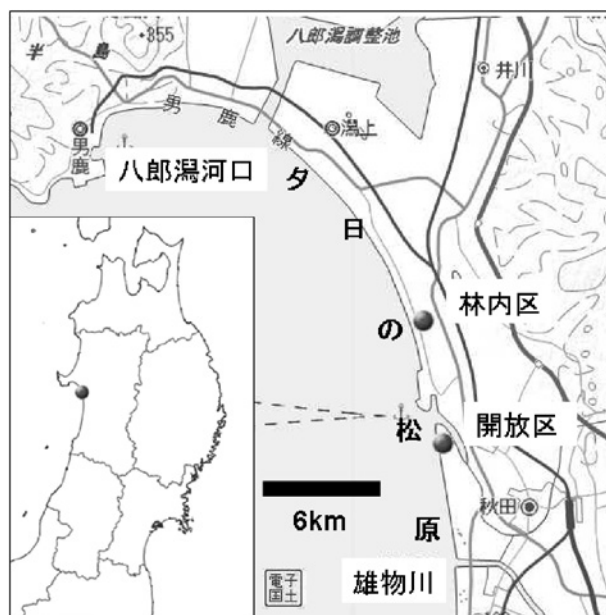 ・355
八郎潟調整池
半島
井川
男鹿線
潟上
男鹿
八郎潟河口
夕日の松原
林内区
開放区
6km
秋田
雄物川
電子
国土